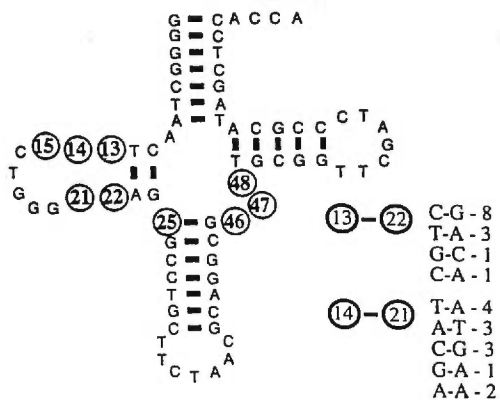 G C A C C A
G C
G T
G C
C G
T A
A T A C G C C C T
A A
C 15 14 13 T C T G C G G T T C G
T
G 48
G G 21 22 A G 47
25 G 46
G C
C G
C G
T A
G C
C G
T C
T A
C T A A
13 – 22 C-G - 8
T-A - 3
G-C - 1
C-A - 1
14 – 21 T-A - 4
A-T - 3
C-G - 3
G-A - 1
A-A - 2